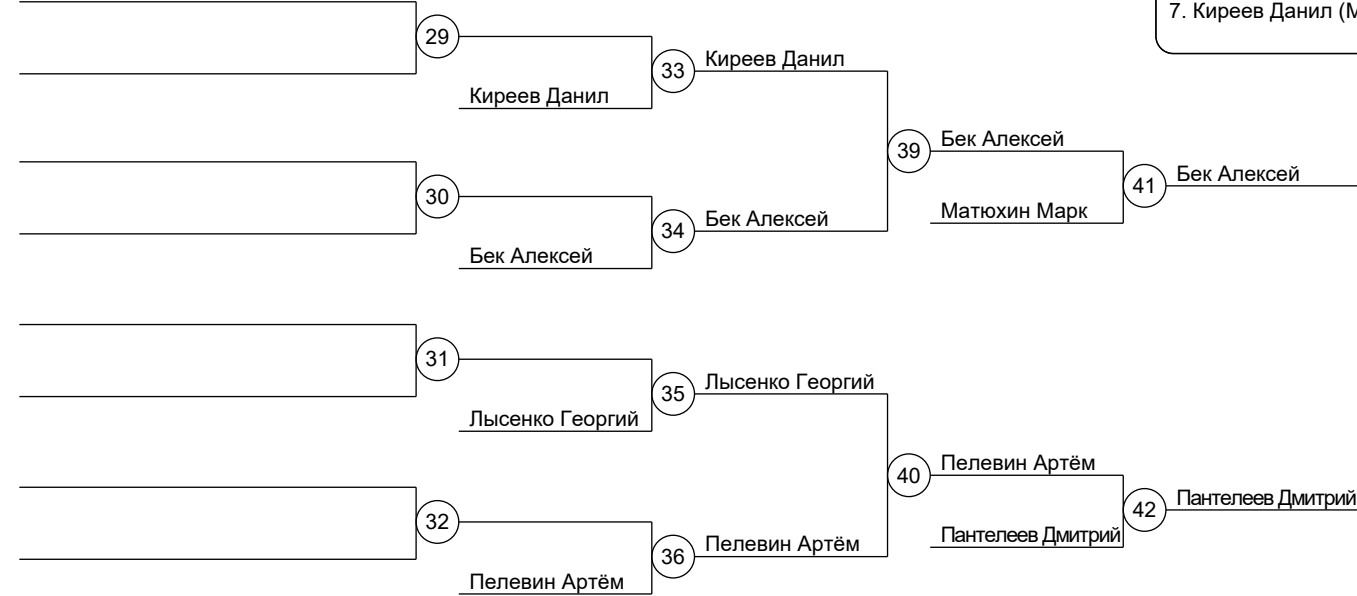 7. Киреев Данил (М
29
33
Киреев Данил
Киреев Данил
39
Бек Алексей
30
34
Бек Алексей
41
Бек Алексей
Матюхин Марк
Бек Алексей
31
35
Лысенко Георгий
Лысенко Георгий
40
Пелевин Артём
32
36
Пелевин Артём
42
Пантелеев Дмитрий
Пантелеев Дмитрий
Пелевин Артём